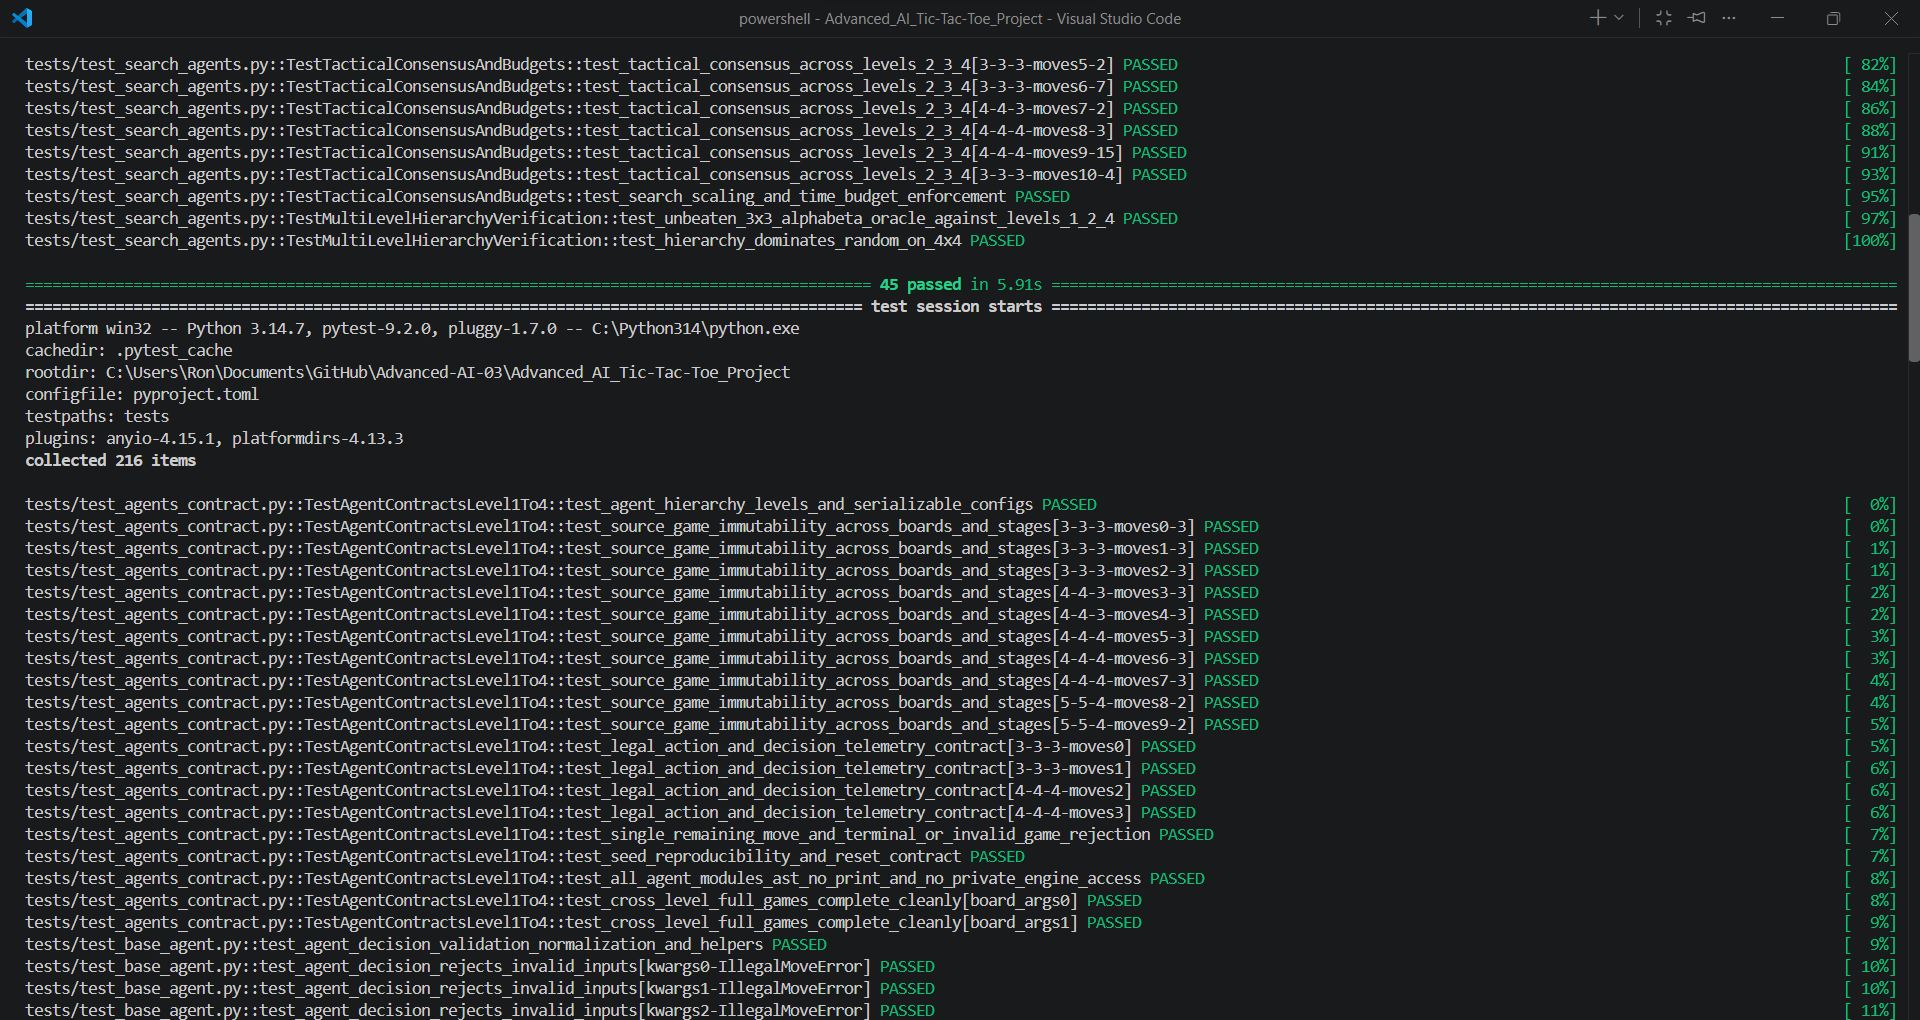 powershell - Advanced_AI_Tic-Tac-Toe_Project - Visual Studio Code
tests/test_search_agents.py::TestTacticalConsensusAndBudgets::test_tactical_consensus_across_levels_2_3_4[3-3-3-moves5-2] PASSED [ 82%]
tests/test_search_agents.py::TestTacticalConsensusAndBudgets::test_tactical_consensus_across_levels_2_3_4[3-3-3-moves6-7] PASSED [ 84%]
tests/test_search_agents.py::TestTacticalConsensusAndBudgets::test_tactical_consensus_across_levels_2_3_4[4-4-3-moves7-2] PASSED [ 86%]
tests/test_search_agents.py::TestTacticalConsensusAndBudgets::test_tactical_consensus_across_levels_2_3_4[4-4-4-moves8-3] PASSED [ 88%]
tests/test_search_agents.py::TestTacticalConsensusAndBudgets::test_tactical_consensus_across_levels_2_3_4[4-4-4-moves9-15] PASSED [ 91%]
tests/test_search_agents.py::TestTacticalConsensusAndBudgets::test_tactical_consensus_across_levels_2_3_4[3-3-3-moves10-4] PASSED [ 93%]
tests/test_search_agents.py::TestTacticalConsensusAndBudgets::test_search_scaling_and_time_budget_enforcement PASSED [ 95%]
tests/test_search_agents.py::TestMultiLevelHierarchyVerification::test_unbeaten_3x3_alphabeta_oracle_against_levels_1_2_4 PASSED [ 97%]
tests/test_search_agents.py::TestMultiLevelHierarchyVerification::test_hierarchy_dominates_random_on_4x4 PASSED [100%]
============================================================================================== 45 passed in 5.91s ==============================================================================================
============================================================================================= test session starts ==============================================================================================
platform win32 -- Python 3.14.7, pytest-9.2.0, pluggy-1.7.0 -- C:\Python314\python.exe
cachedir: .pytest_cache
rootdir: C:\Users\Ron\Documents\GitHub\Advanced-AI-03\Advanced_AI_Tic-Tac-Toe_Project
configfile: pyproject.toml
testpaths: tests
plugins: anyio-4.15.1, platformdirs-4.13.3
collected 216 items
tests/test_agents_contract.py::TestAgentContractsLevel1To4::test_agent_hierarchy_levels_and_serializable_configs PASSED [  0%]
tests/test_agents_contract.py::TestAgentContractsLevel1To4::test_source_game_immutability_across_boards_and_stages[3-3-3-moves0-3] PASSED [  0%]
tests/test_agents_contract.py::TestAgentContractsLevel1To4::test_source_game_immutability_across_boards_and_stages[3-3-3-moves1-3] PASSED [  1%]
tests/test_agents_contract.py::TestAgentContractsLevel1To4::test_source_game_immutability_across_boards_and_stages[3-3-3-moves2-3] PASSED [  1%]
tests/test_agents_contract.py::TestAgentContractsLevel1To4::test_source_game_immutability_across_boards_and_stages[4-4-3-moves3-3] PASSED [  2%]
tests/test_agents_contract.py::TestAgentContractsLevel1To4::test_source_game_immutability_across_boards_and_stages[4-4-3-moves4-3] PASSED [  2%]
tests/test_agents_contract.py::TestAgentContractsLevel1To4::test_source_game_immutability_across_boards_and_stages[4-4-4-moves5-3] PASSED [  3%]
tests/test_agents_contract.py::TestAgentContractsLevel1To4::test_source_game_immutability_across_boards_and_stages[4-4-4-moves6-3] PASSED [  3%]
tests/test_agents_contract.py::TestAgentContractsLevel1To4::test_source_game_immutability_across_boards_and_stages[4-4-4-moves7-3] PASSED [  4%]
tests/test_agents_contract.py::TestAgentContractsLevel1To4::test_source_game_immutability_across_boards_and_stages[5-5-4-moves8-2] PASSED [  4%]
tests/test_agents_contract.py::TestAgentContractsLevel1To4::test_source_game_immutability_across_boards_and_stages[5-5-4-moves9-2] PASSED [  5%]
tests/test_agents_contract.py::TestAgentContractsLevel1To4::test_legal_action_and_decision_telemetry_contract[3-3-3-moves0] PASSED [  5%]
tests/test_agents_contract.py::TestAgentContractsLevel1To4::test_legal_action_and_decision_telemetry_contract[3-3-3-moves1] PASSED [  6%]
tests/test_agents_contract.py::TestAgentContractsLevel1To4::test_legal_action_and_decision_telemetry_contract[4-4-4-moves2] PASSED [  6%]
tests/test_agents_contract.py::TestAgentContractsLevel1To4::test_legal_action_and_decision_telemetry_contract[4-4-4-moves3] PASSED [  6%]
tests/test_agents_contract.py::TestAgentContractsLevel1To4::test_single_remaining_move_and_terminal_or_invalid_game_rejection PASSED [  7%]
tests/test_agents_contract.py::TestAgentContractsLevel1To4::test_seed_reproducibility_and_reset_contract PASSED [  7%]
tests/test_agents_contract.py::TestAgentContractsLevel1To4::test_all_agent_modules_ast_no_print_and_no_private_engine_access PASSED [  8%]
tests/test_agents_contract.py::TestAgentContractsLevel1To4::test_cross_level_full_games_complete_cleanly[board_args0] PASSED [  8%]
tests/test_agents_contract.py::TestAgentContractsLevel1To4::test_cross_level_full_games_complete_cleanly[board_args1] PASSED [  9%]
tests/test_base_agent.py::test_agent_decision_validation_normalization_and_helpers PASSED [  9%]
tests/test_base_agent.py::test_agent_decision_rejects_invalid_inputs[kwargs0-IllegalMoveError] PASSED [ 10%]
tests/test_base_agent.py::test_agent_decision_rejects_invalid_inputs[kwargs1-IllegalMoveError] PASSED [ 10%]
tests/test_base_agent.py::test_agent_decision_rejects_invalid_inputs[kwargs2-IllegalMoveError] PASSED [ 11%]